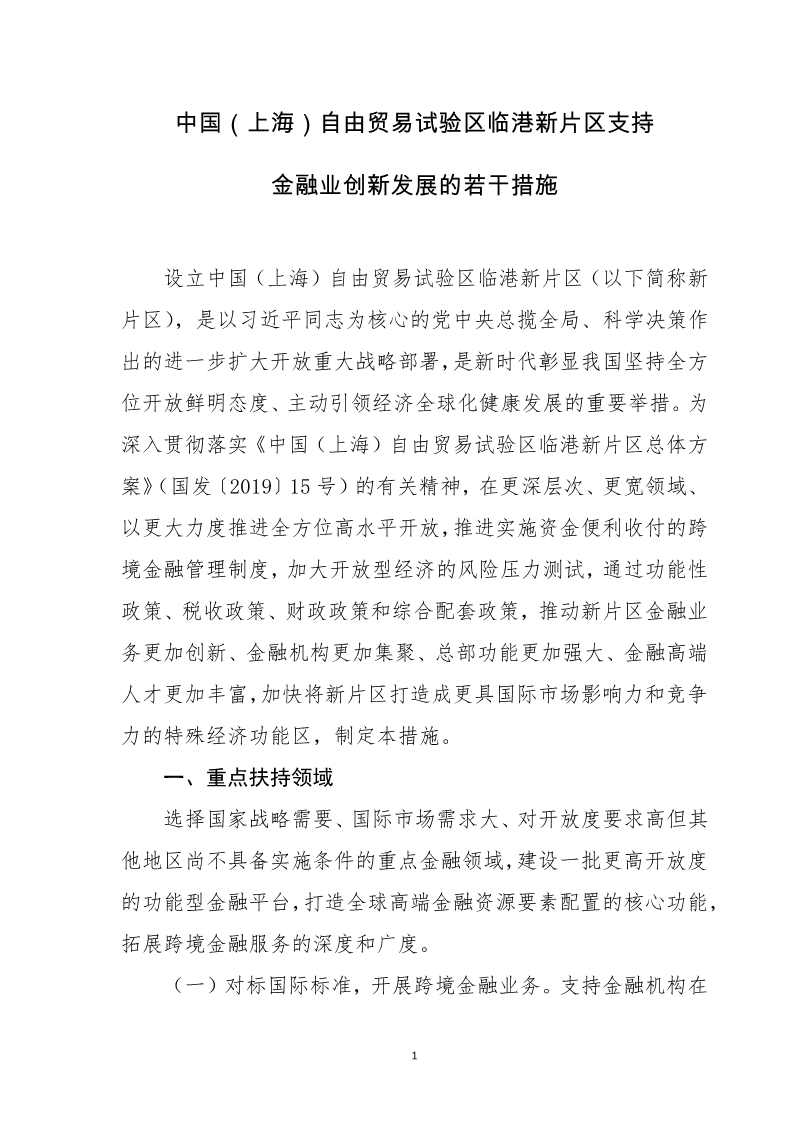 中国（上海）自由贸易试验区临港新片区支持
金融业创新发展的若干措施
设立中国（上海）自由贸易试验区临港新片区（以下简称新
片区），是以习近平同志为核心的党中央总揽全局、科学决策作
出的进一步扩大开放重大战略部署，是新时代彰显我国坚持全方
位开放鲜明态度、主动引领经济全球化健康发展的重要举措。为
深入贯彻落实《中国（上海）自由贸易试验区临港新片区总体方
案》（国发〔2019〕15 号）的有关精神，在更深层次、更宽领域、
以更大力度推进全方位高水平开放，推进实施资金便利收付的跨
境金融管理制度，加大开放型经济的风险压力测试，通过功能性
政策、税收政策、财政政策和综合配套政策，推动新片区金融业
务更加创新、金融机构更加集聚、总部功能更加强大、金融高端
人才更加丰富，加快将新片区打造成更具国际市场影响力和竞争
力的特殊经济功能区，制定本措施。
一、重点扶持领域
选择国家战略需要、国际市场需求大、对开放度要求高但其
他地区尚不具备实施条件的重点金融领域，建设一批更高开放度
的功能型金融平台，打造全球高端金融资源要素配置的核心功能，
拓展跨境金融服务的深度和广度。
（一）对标国际标准，开展跨境金融业务。支持金融机构在
1